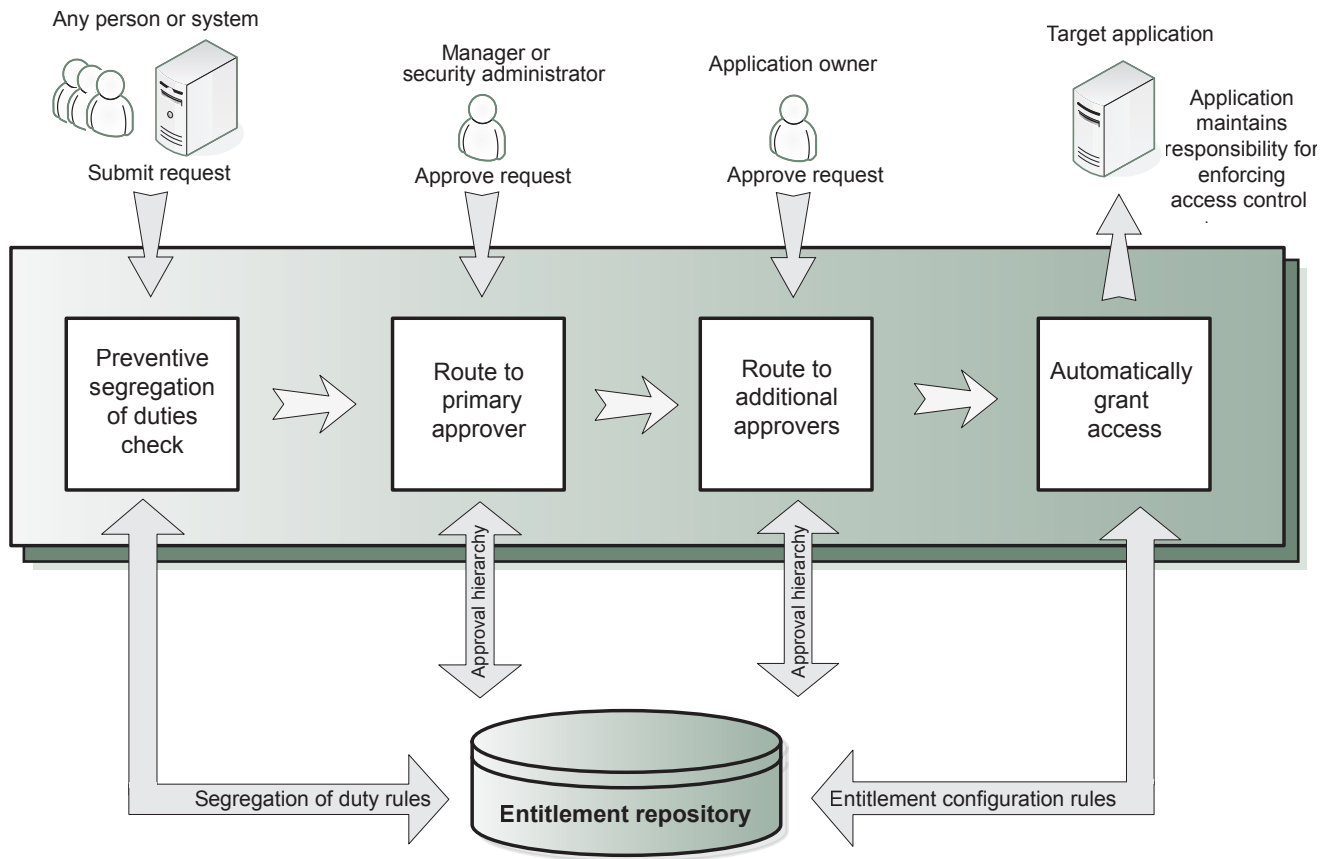 Any person or system
Submit request
Manager or
security administrator
Approve request
Application owner
Approve request
Target application
Application
maintains
responsibility for
enforcing
access control
Preventive
segregation
of duties
check
Route to
primary
approver
Route to
additional
approvers
Automatically
grant
access
Approval hierarchy
Approval hierarchy
Segregation of duty rules
Entitlement repository
Entitlement configuration rules